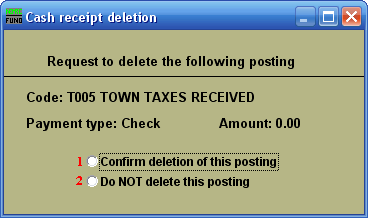 Cash receipt deletion
Request to delete the following posting
Code: T005 TOWN TAXES RECEIVED
Payment type: Check Amount: 0.00
1 Confirm deletion of this posting
2 Do NOT delete this posting